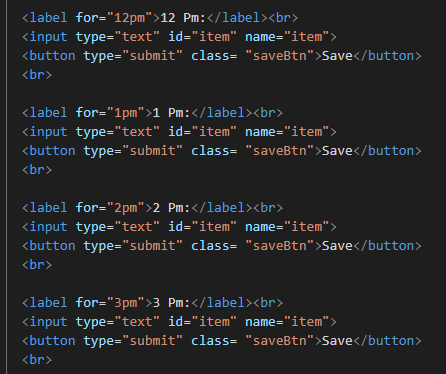 <label for="12pm">12 Pm:</label><br>
<input type="text" id="item" name="item">
<button type="submit" class= "saveBtn">Save</button>
<br>
<label for="1pm">1 Pm:</label><br>
<input type="text" id="item" name="item">
<button type="submit" class= "saveBtn">Save</button>
<br>
<label for="2pm">2 Pm:</label><br>
<input type="text" id="item" name="item">
<button type="submit" class= "saveBtn">Save</button>
<br>
<label for="3pm">3 Pm:</label><br>
<input type="text" id="item" name="item">
<button type="submit" class= "saveBtn">Save</button>
<br>